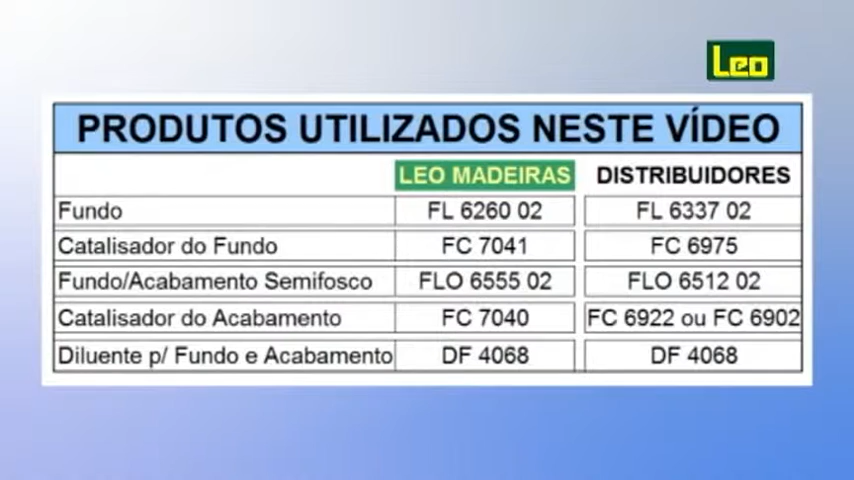 Leo
PRODUTOS UTILIZADOS NESTE VÍDEO
LEO MADEIRAS DISTRIBUIDORES
Fundo FL 6260 02 FL 6337 02
Catalisador do Fundo FC 7041 FC 6975
Fundo/Acabamento Semifosco FLO 6555 02 FLO 6512 02
Catalisador do Acabamento FC 7040 FC 6922 ou FC 6902
Diluente p/ Fundo e Acabamento DF 4068 DF 4068